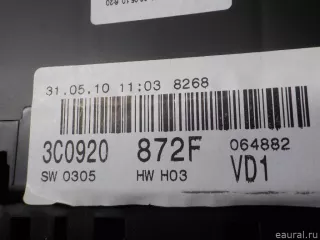 31.05.10 11:03 8268
3C0920 872F 064882
SW 0305 HW H03 VD1
eaural.ru